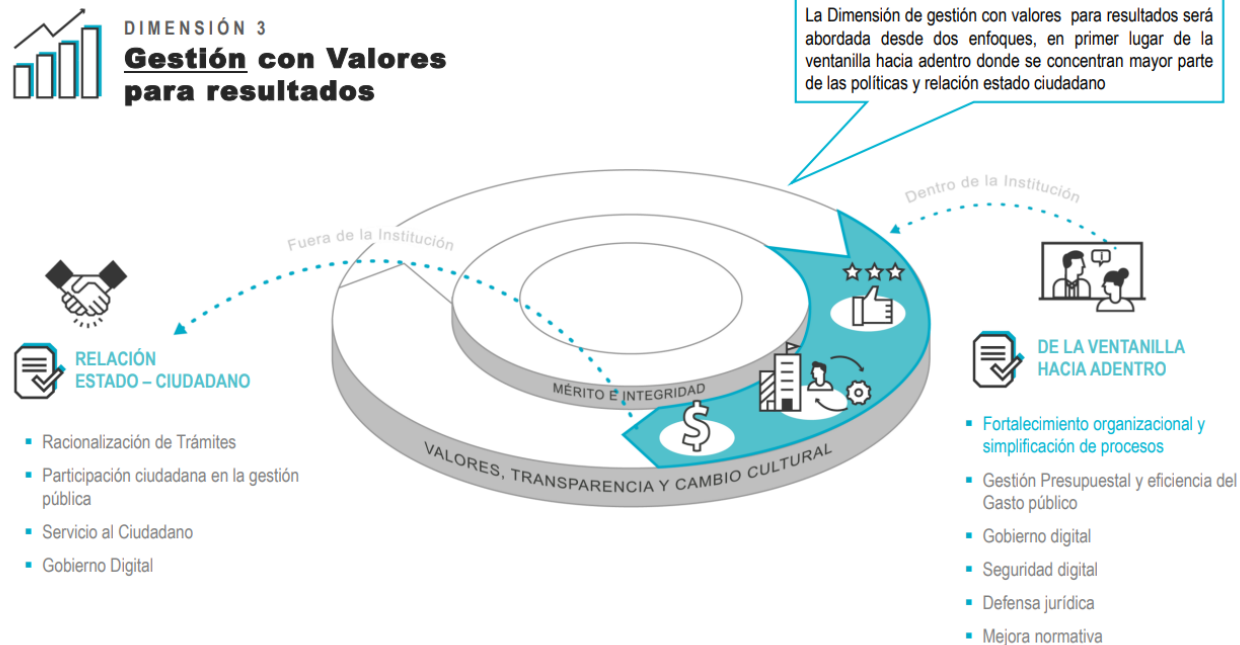 DIMENSIÓN 3
Gestión con Valores
para resultados
La Dimensión de gestión con valores para resultados será
abordada desde dos enfoques, en primer lugar de la
ventanilla hacia adentro donde se concentran mayor parte
de las políticas y relación estado ciudadano
Fuera de la Institución
Dentro de la Institución
RELACIÓN
ESTADO – CIUDADANO
▪ Racionalización de Trámites
▪ Participación ciudadana en la gestión
pública
▪ Servicio al Ciudadano
▪ Gobierno Digital
$
MÉRITO E INTEGRIDAD
VALORES, TRANSPARENCIA Y CAMBIO CULTURAL
DE LA VENTANILLA
HACIA ADENTRO
▪ Fortalecimiento organizacional y
simplificación de procesos
▪ Gestión Presupuestal y eficiencia del
Gasto público
▪ Gobierno digital
▪ Seguridad digital
▪ Defensa jurídica
▪ Mejora normativa